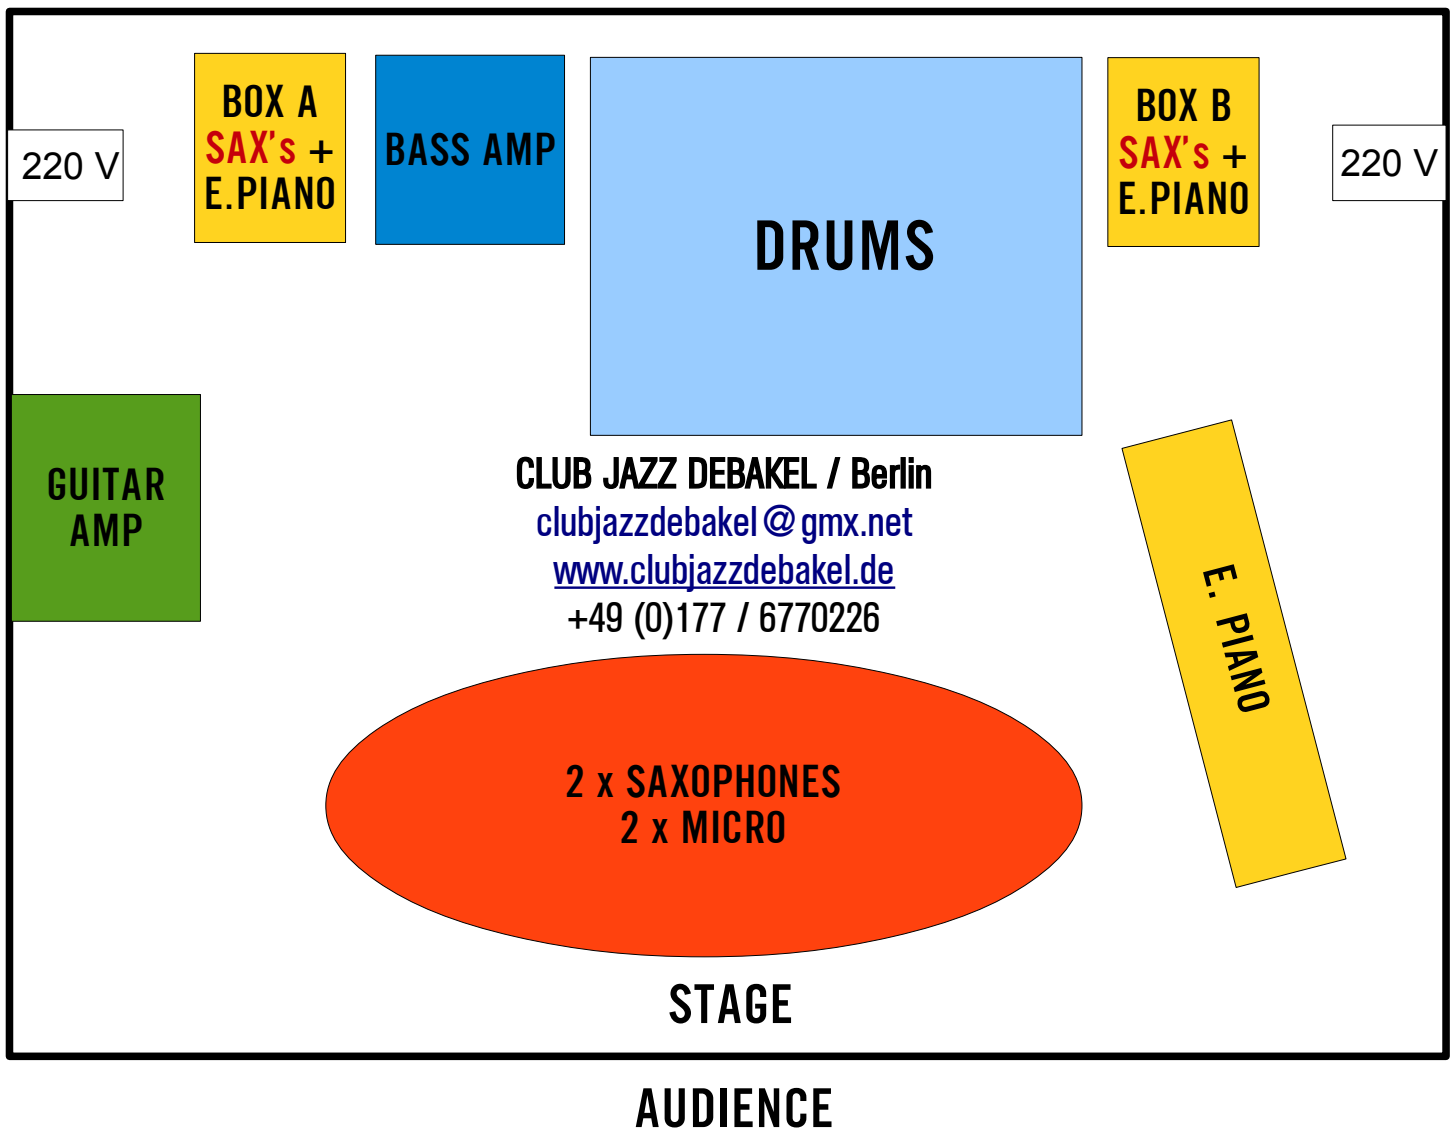 220 V
BOX A
SAX's +
E.PIANO
BASS AMP
DRUMS
BOX B
SAX's +
E.PIANO
220 V
GUITAR
AMP
CLUB JAZZ DEBAKEL / Berlin
clubjazzdebakel@gmx.net
www.clubjazzdebakel.de
+49 (0)177 / 6770226
E. PIANO
2 x SAXOPHONES
2 x MICRO
STAGE
AUDIENCE